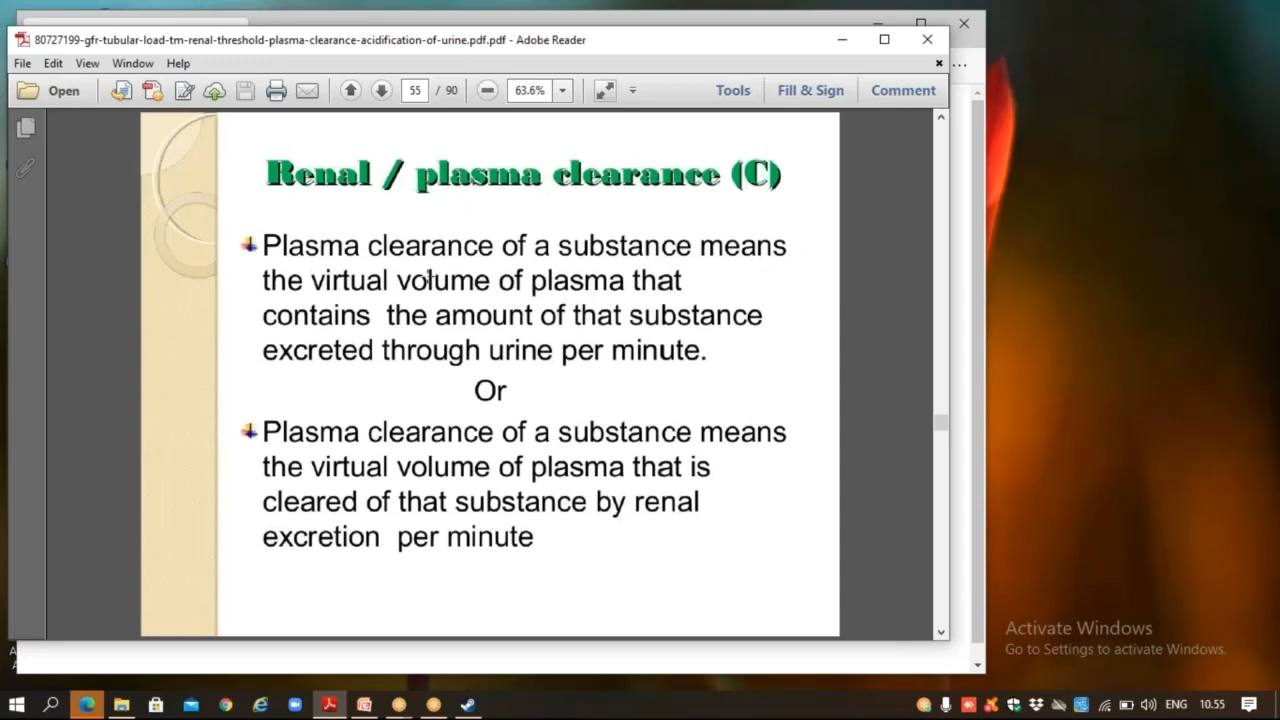 80727199-gfr-tubular-load-tm-renal-threshold-plasma-clearance-acidification-of-urine.pdf.pdf - Adobe Reader
File Edit View Window Help
Open 55 / 90 63.6% Tools Fill & Sign Comment
Renal / plasma clearance (C)
Plasma clearance of a substance means
the virtual volume of plasma that
contains the amount of that substance
excreted through urine per minute.
Or
Plasma clearance of a substance means
the virtual volume of plasma that is
cleared of that substance by renal
excretion per minute
Activate Windows
Go to Settings to activate Windows.
ENG 10.55